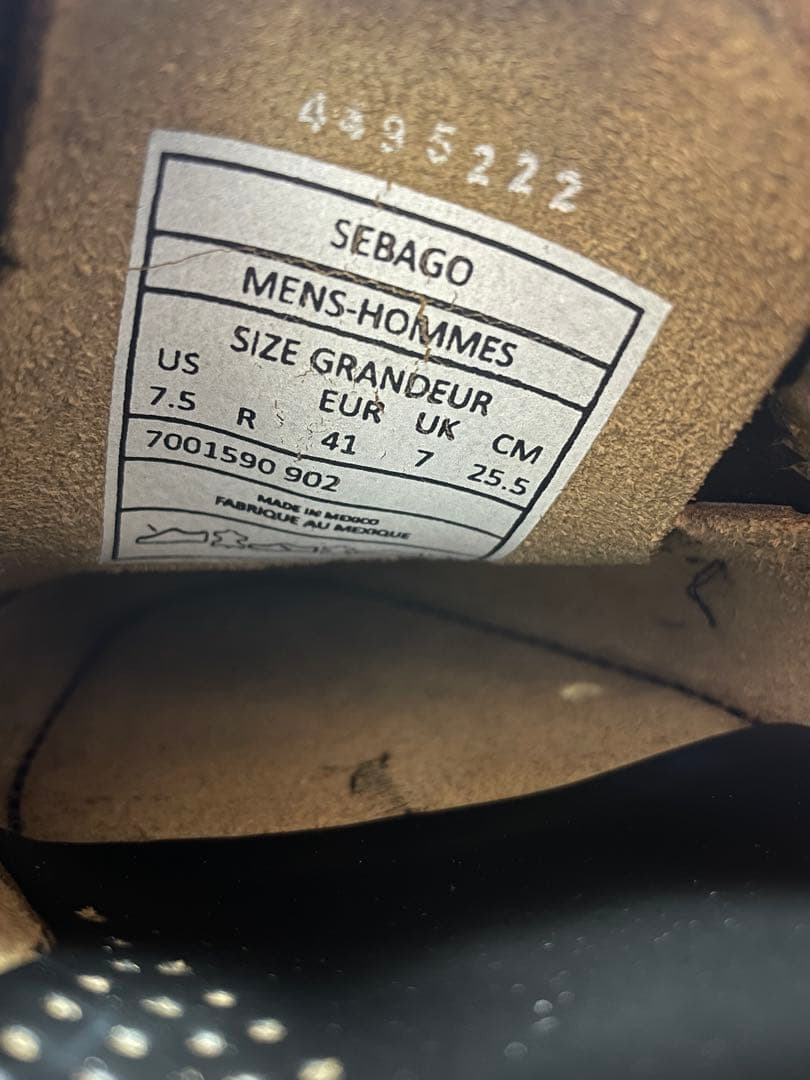 4495222
SEBAGO
MENS-HOMMES
SIZE GRANDEUR
US EUR UK CM
7.5 R 41 7 25.5
7001590 902
MADE IN MEXICO
FABRIQUE AU MEXIQUE